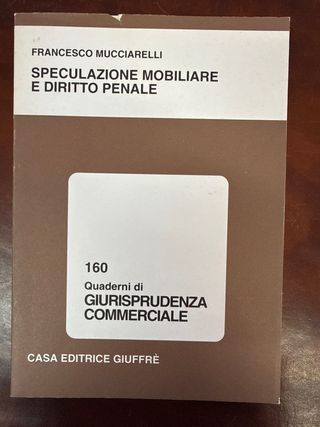 FRANCESCO MUCCIARELLI
SPECULAZIONE MOBILIARE
E DIRITTO PENALE
160
Quaderni di
GIURISPRUDENZA
COMMERCIALE
CASA EDITRICE GIUFFRÈ